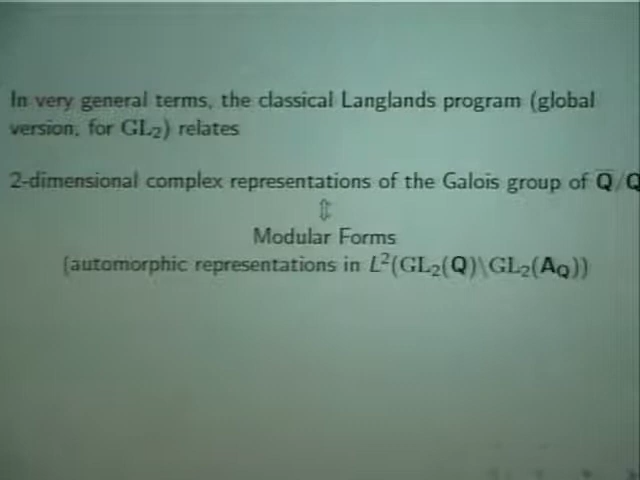 In very general terms, the classical Langlands program (global
version, for GL₂) relates
2-dimensional complex representations of the Galois group of Q̅/Q
⇕
Modular Forms
(automorphic representations in L²(GL₂(Q)\GL₂(A_Q))